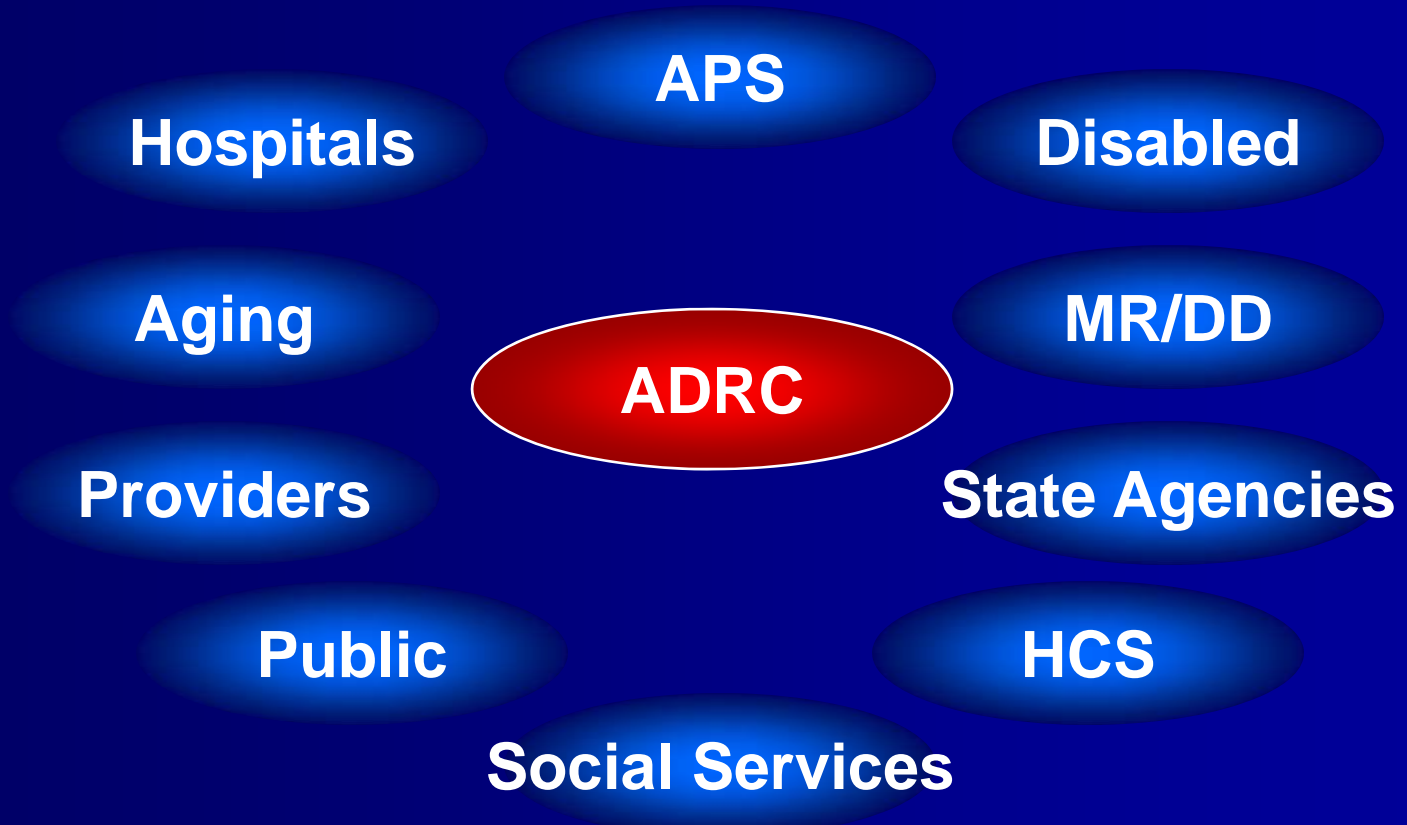 APS
Hospitals
Disabled
Aging
MR/DD
ADRC
Providers
State Agencies
Public
HCS
Social Services